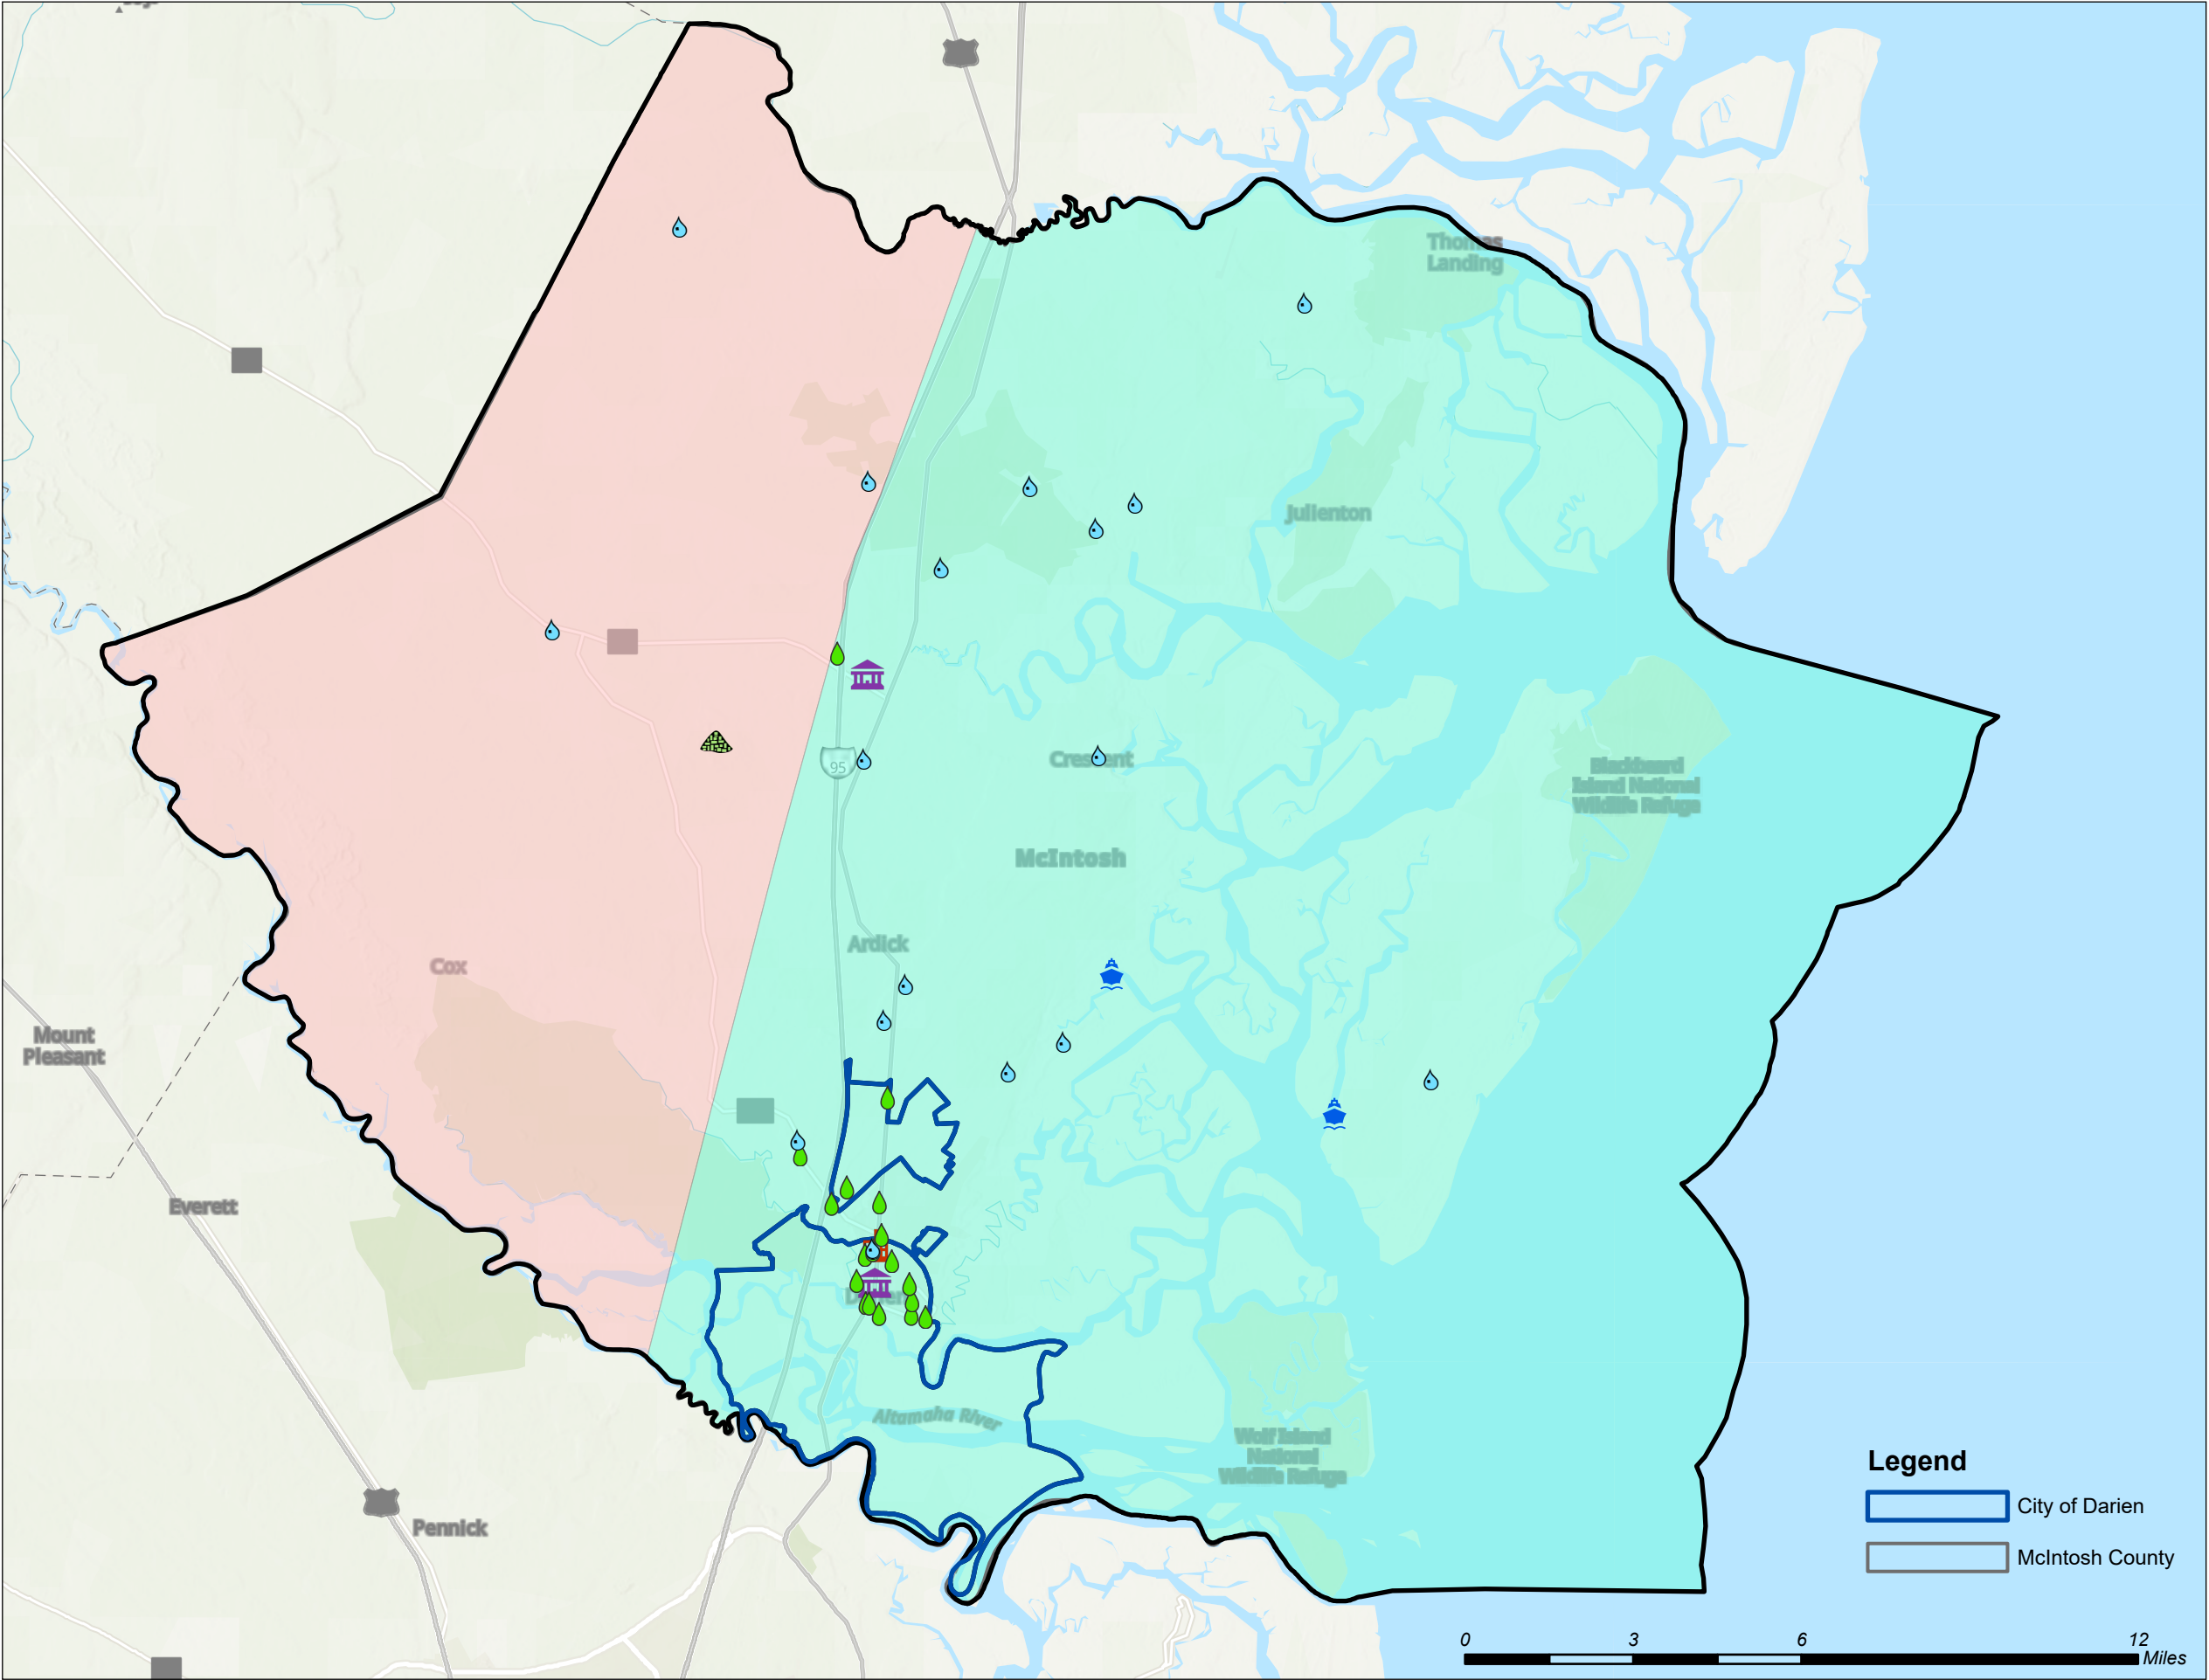 Thomas
Landing
Julienton
95
Crescent
Blackbeard
Island National
Wildlife Refuge
McIntosh
Ardick
Cox
Mount
Pleasant
Everett
Darien
Altamaha River
Wolf Island
National
Wildlife Refuge
Pennick
Legend
City of Darien
McIntosh County
0 3 6 12
Miles